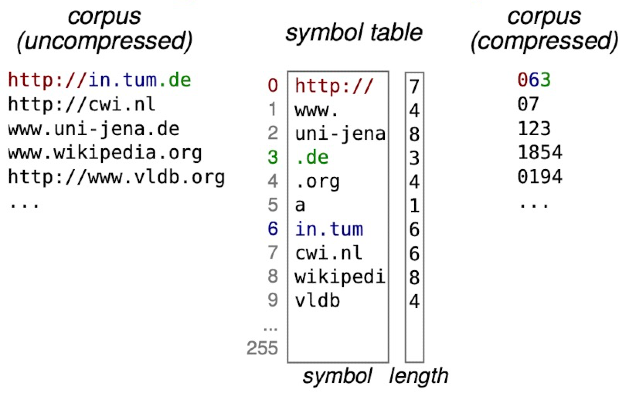 corpus
(uncompressed)
http://in.tum.de
http://cwi.nl
www.uni-jena.de
www.wikipedia.org
http://www.vldb.org
...
symbol table
0 http:// 7
1 www. 4
2 uni-jena 8
3 .de 3
4 .org 4
5 a 1
6 in.tum 6
7 cwi.nl 6
8 wikipedi 8
9 vldb 4
...
255
symbol length
corpus
(compressed)
063
07
123
1854
0194
...